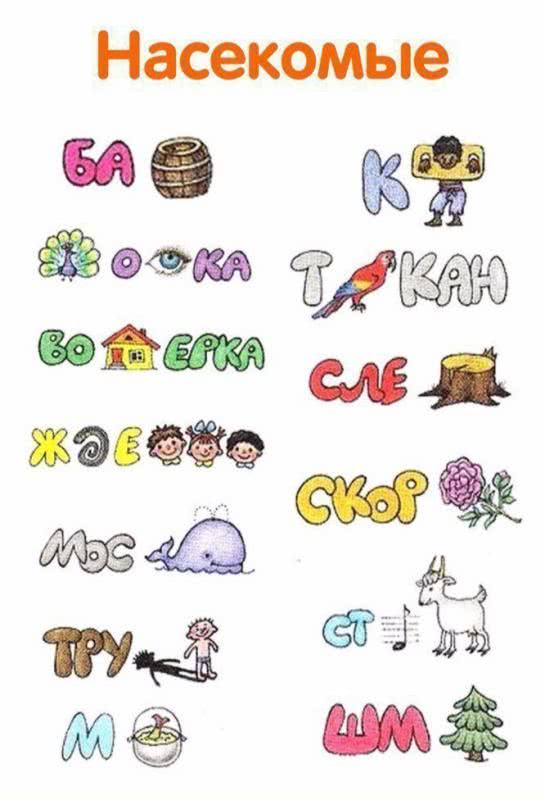 Насекомые
БА
О КА
ВО ЕРКА
Ж Е
МОС
ТРУ
М
К
Т КАН
СЛЕ
СКОР
СТ
ШМ